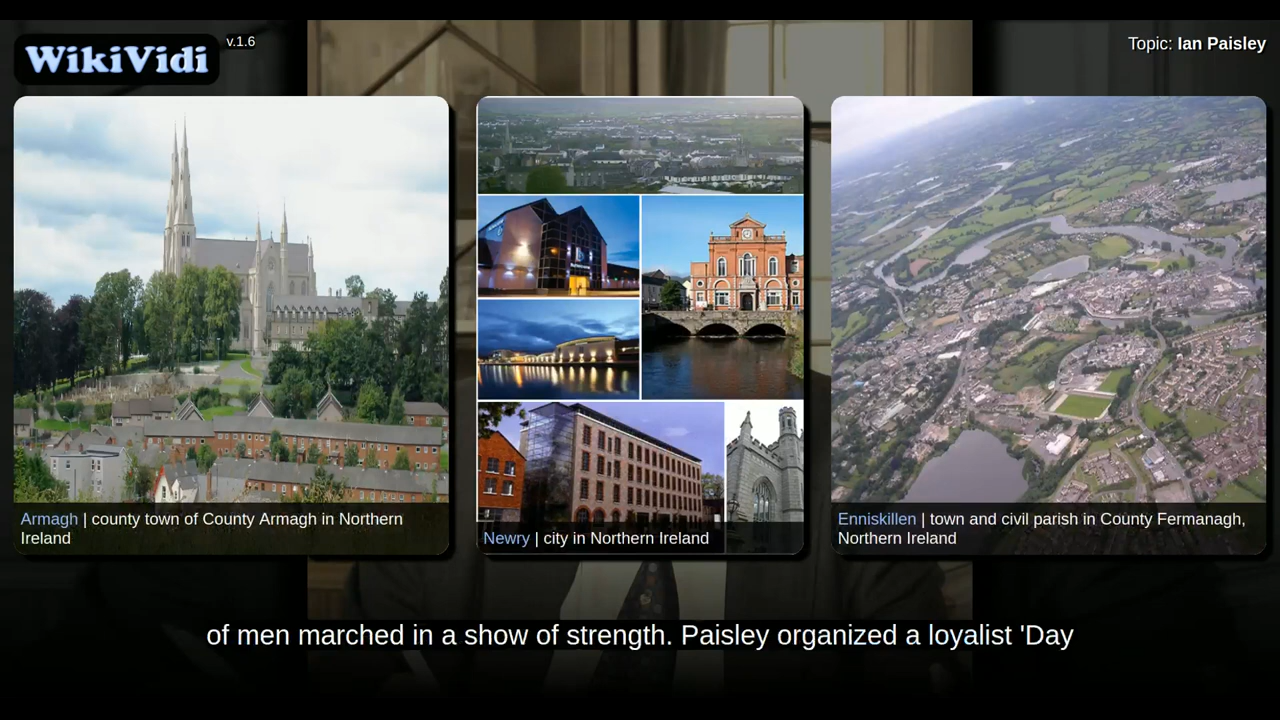 WikiVidi
v.1.6
Topic: Ian Paisley
Armagh | county town of County Armagh in Northern
Ireland
Newry | city in Northern Ireland
Enniskillen | town and civil parish in County Fermanagh,
Northern Ireland
of men marched in a show of strength. Paisley organized a loyalist 'Day